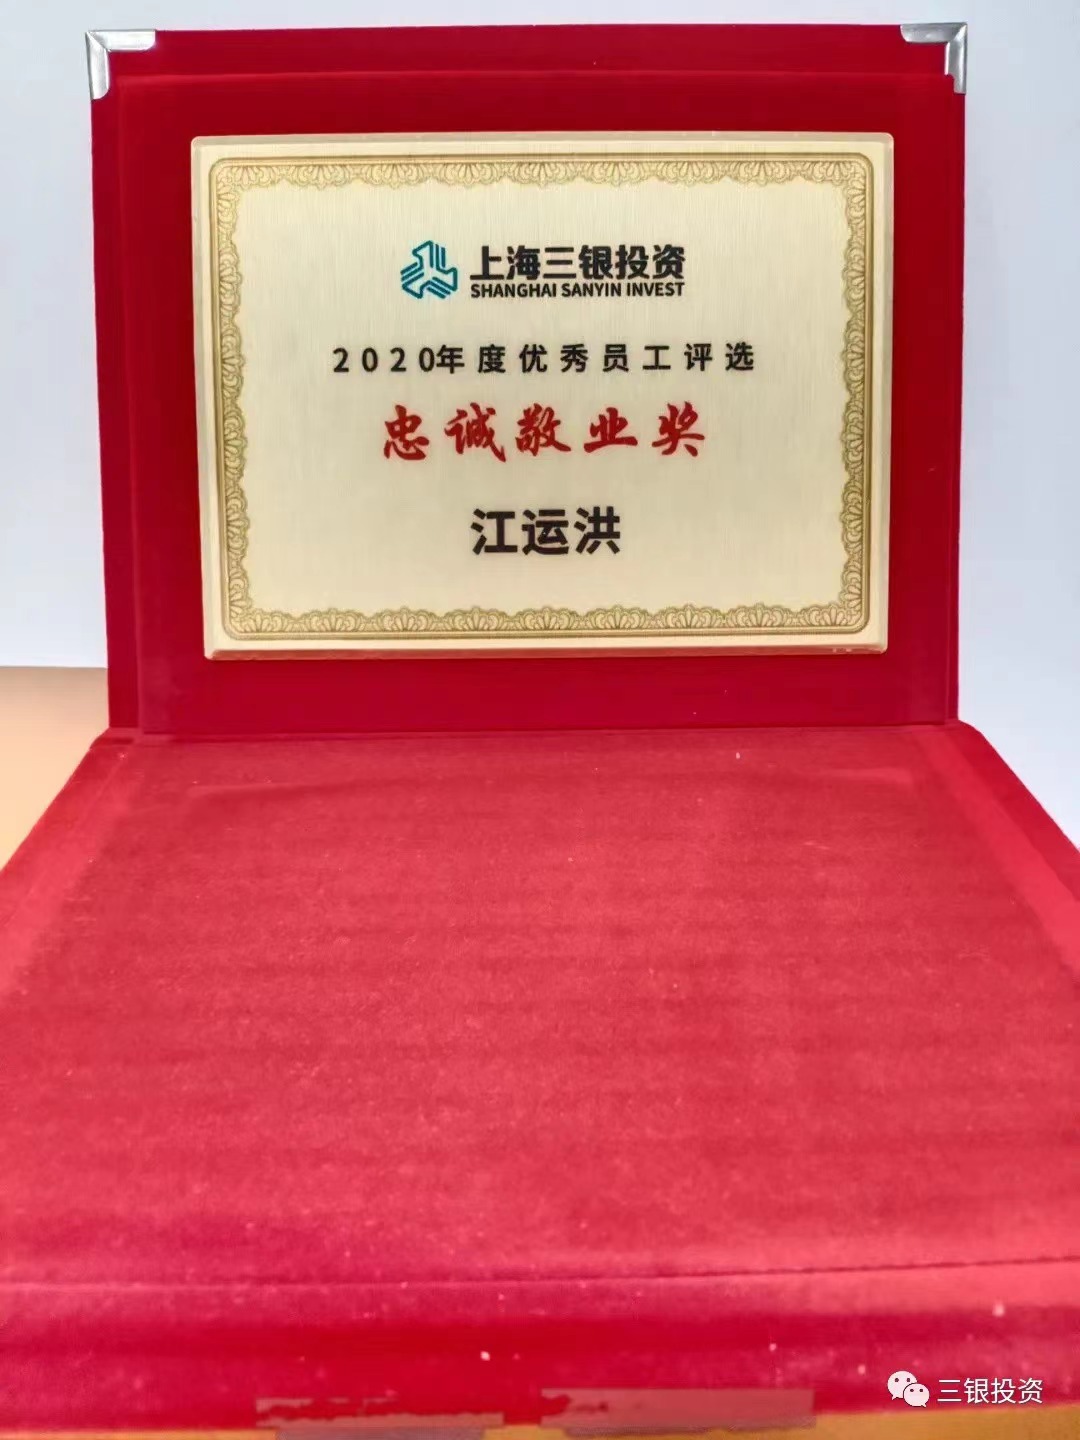 上海三银投资
SHANGHAI SANYIN INVEST
2020年度优秀员工评选
忠诚敬业奖
江运洪
三银投资